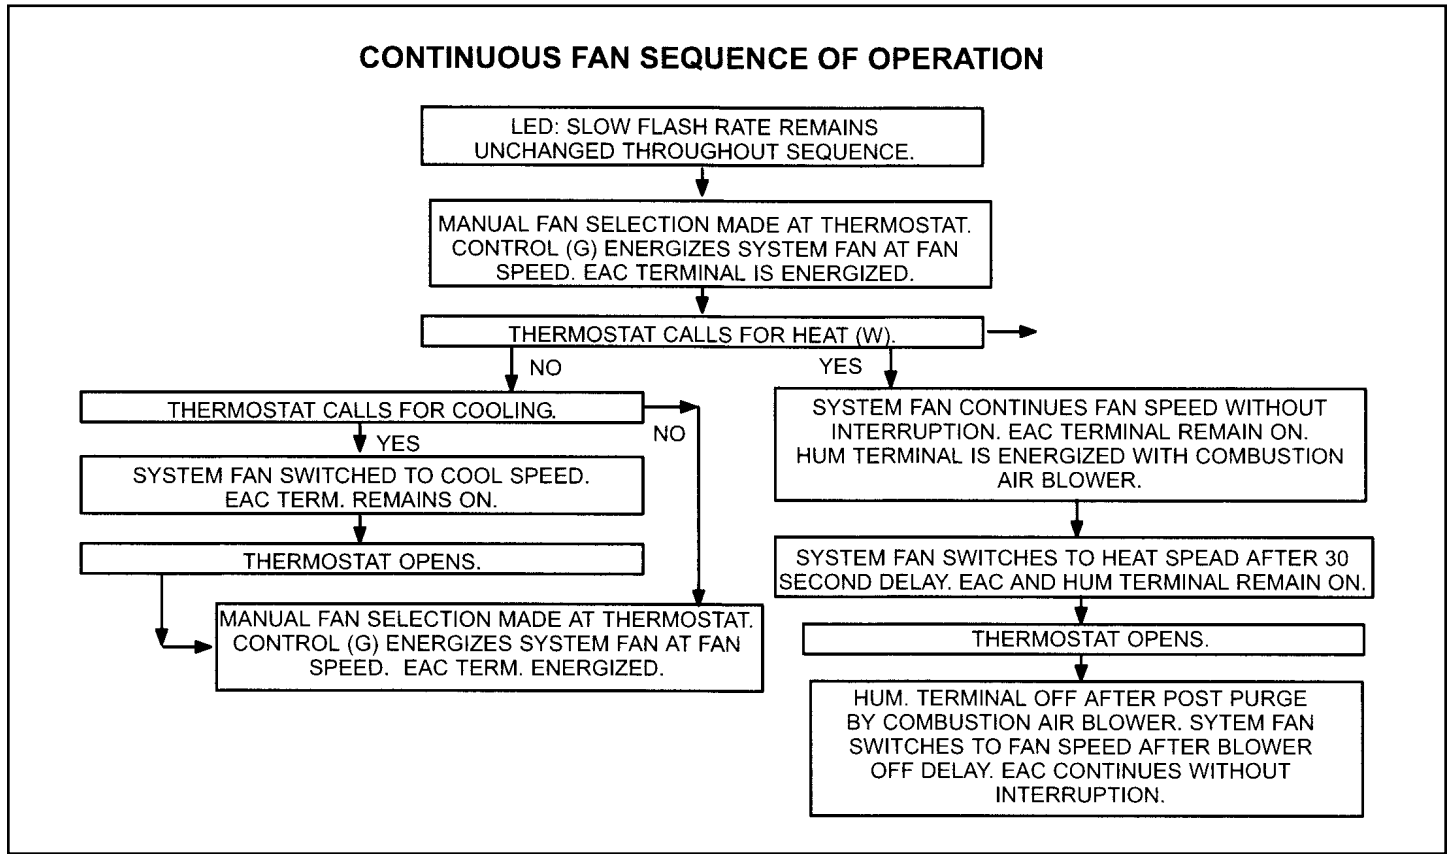 CONTINUOUS FAN SEQUENCE OF OPERATION
LED: SLOW FLASH RATE REMAINS
UNCHANGED THROUGHOUT SEQUENCE.
MANUAL FAN SELECTION MADE AT THERMOSTAT.
CONTROL (G) ENERGIZES SYSTEM FAN AT FAN
SPEED. EAC TERMINAL IS ENERGIZED.
THERMOSTAT CALLS FOR HEAT (W).
NO
YES
THERMOSTAT CALLS FOR COOLING.
YES
NO
SYSTEM FAN SWITCHED TO COOL SPEED.
EAC TERM. REMAINS ON.
THERMOSTAT OPENS.
MANUAL FAN SELECTION MADE AT THERMOSTAT.
CONTROL (G) ENERGIZES SYSTEM FAN AT FAN
SPEED. EAC TERM. ENERGIZED.
SYSTEM FAN CONTINUES FAN SPEED WITHOUT
INTERRUPTION. EAC TERMINAL REMAIN ON.
HUM TERMINAL IS ENERGIZED WITH COMBUSTION
AIR BLOWER.
SYSTEM FAN SWITCHES TO HEAT SPEAD AFTER 30
SECOND DELAY. EAC AND HUM TERMINAL REMAIN ON.
THERMOSTAT OPENS.
HUM. TERMINAL OFF AFTER POST PURGE
BY COMBUSTION AIR BLOWER. SYTEM FAN
SWITCHES TO FAN SPEED AFTER BLOWER
OFF DELAY. EAC CONTINUES WITHOUT
INTERRUPTION.